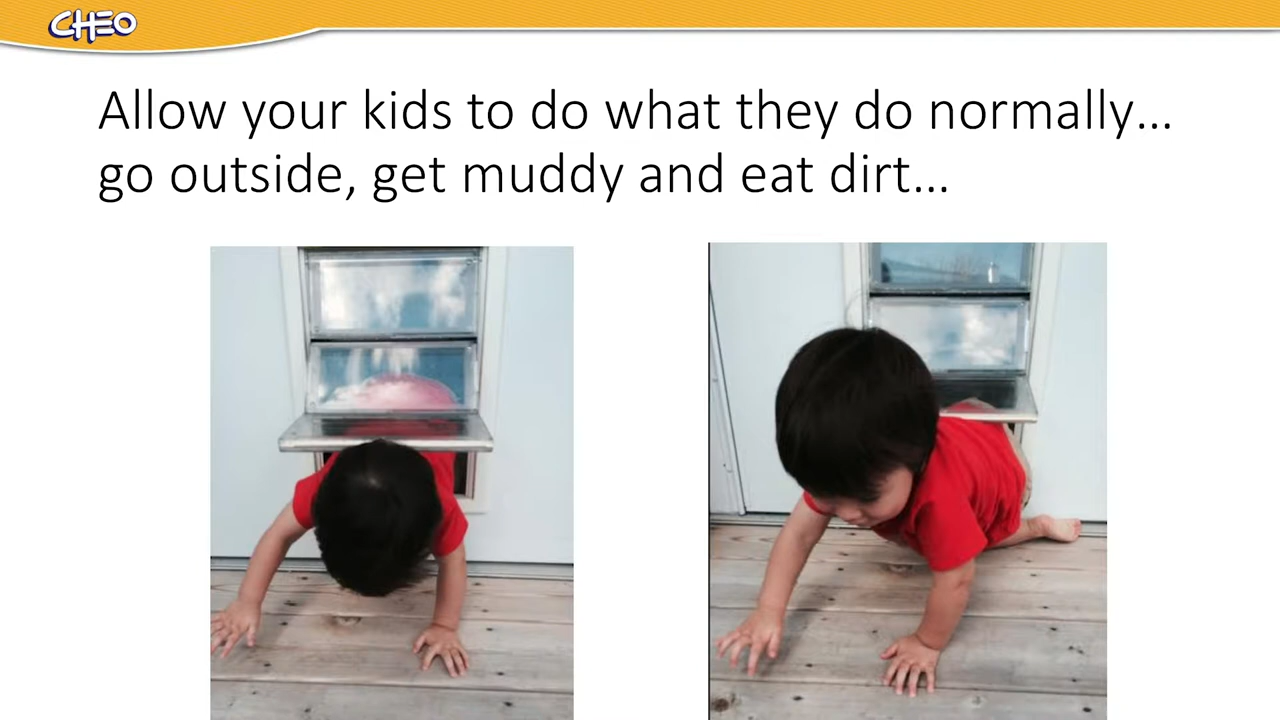 CHEO
Allow your kids to do what they do normally…
go outside, get muddy and eat dirt…